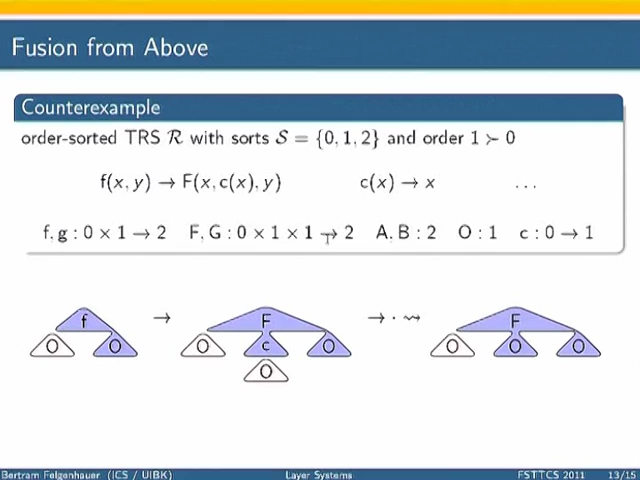 Fusion from Above
Counterexample
order-sorted TRS R with sorts S = {0, 1, 2} and order 1 ≻ 0
f(x, y) → F(x, c(x), y) c(x) → x ...
f, g : 0 × 1 → 2 F, G : 0 × 1 × 1 → 2 A, B : 2 O : 1 c : 0 → 1
f → F → · ⇝ F
O O O c O O O O
O
Bertram Felgenhauer (ICS / UIBK) Layer Systems FSTTCS 2011 13/15